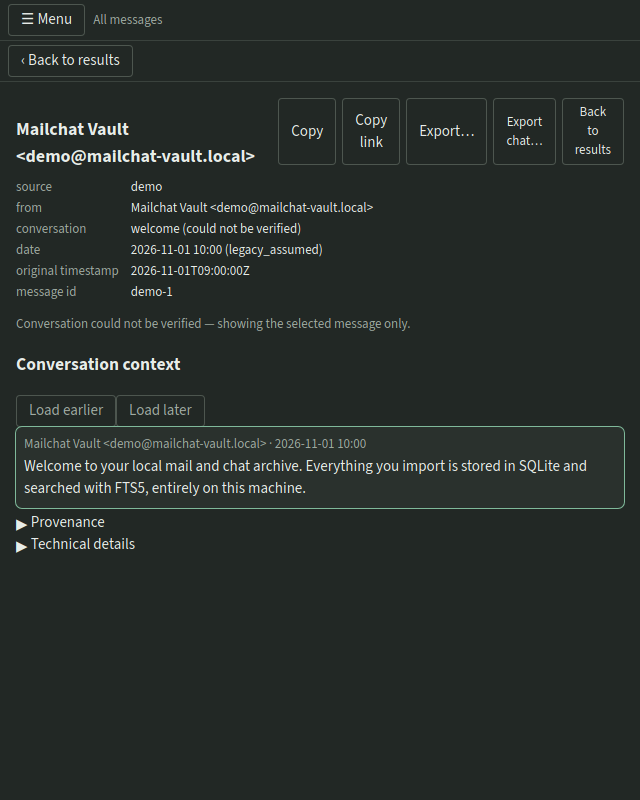 ☰ Menu All messages
‹ Back to results
Mailchat Vault
<demo@mailchat-vault.local>
Copy
Copy
link
Export…
Export
chat…
Back
to
results
source demo
from Mailchat Vault <demo@mailchat-vault.local>
conversation welcome (could not be verified)
date 2026-11-01 10:00 (legacy_assumed)
original timestamp 2026-11-01T09:00:00Z
message id demo-1
Conversation could not be verified — showing the selected message only.
Conversation context
Load earlier Load later
Mailchat Vault <demo@mailchat-vault.local> · 2026-11-01 10:00
Welcome to your local mail and chat archive. Everything you import is stored in SQLite and
searched with FTS5, entirely on this machine.
▶ Provenance
▶ Technical details